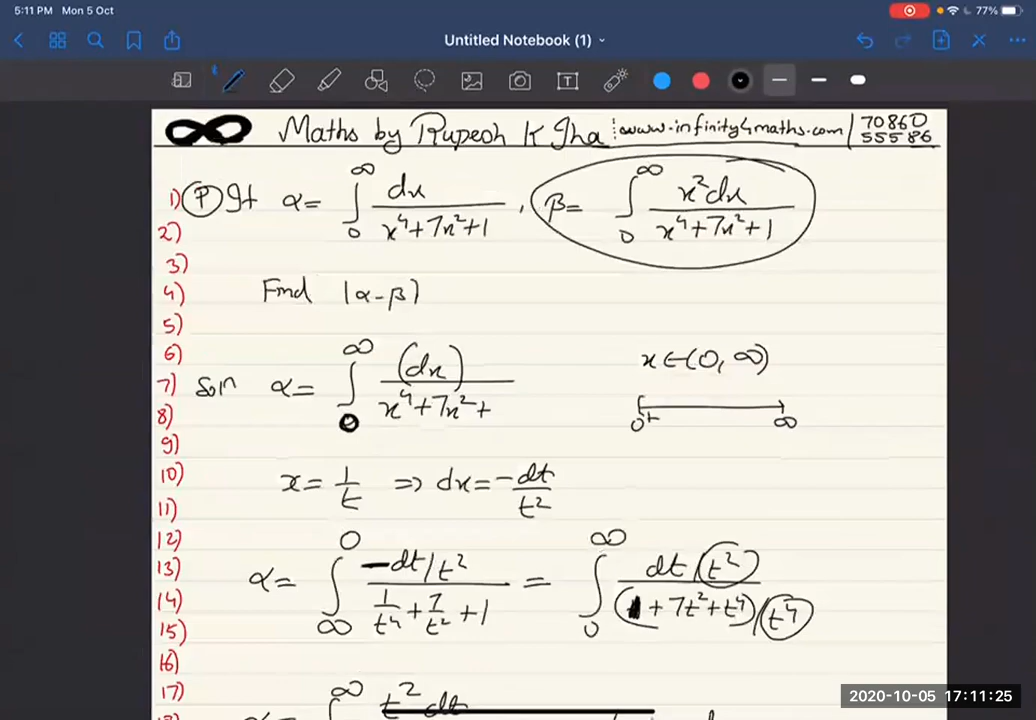 5:11 PM Mon 5 Oct
77%
Untitled Notebook (1)
∞ Maths by Rupesh K Jha www.infinity4maths.com 70860 55586
1) (P) If α = ∫₀^∞ dx / (x⁴+7x²+1) , β = ∫₀^∞ x²dx / (x⁴+7x²+1)
2)
3)
4) Find |α-β|
5)
6) x∈(0, ∞)
7) Soln α = ∫₀^∞ (dx) / (x⁴+7x²+
8) 0+ ∞
9)
10) x = 1/t ⇒ dx = -dt/t²
11)
12)
13) α = ∫_∞^0 (-dt/t²) / (1/t⁴ + 7/t² + 1) = ∫₀^∞ dt/t² / ((1+7t²+t⁴)/t⁴)
14)
15)
16)
17) ∞ t² dt
2020-10-05 17:11:25